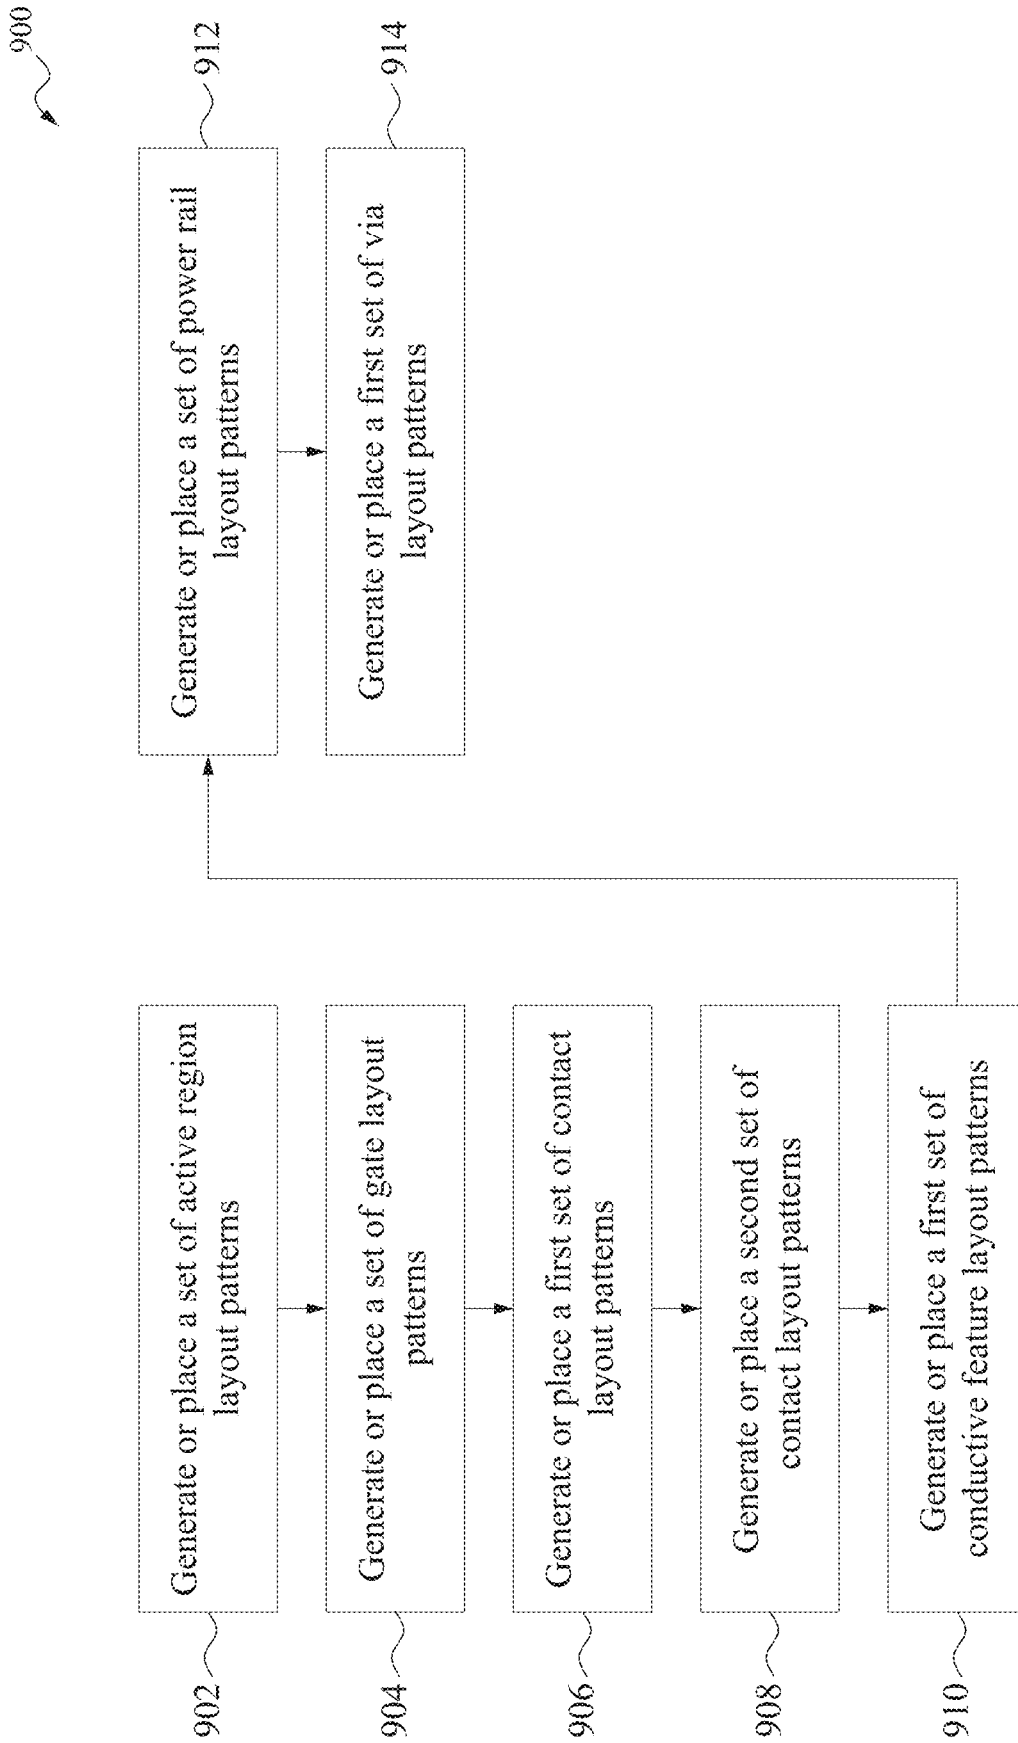 900
902
Generate or place a set of active region
layout patterns
904
Generate or place a set of gate layout
patterns
906
Generate or place a first set of contact
layout patterns
908
Generate or place a second set of
contact layout patterns
910
Generate or place a first set of
conductive feature layout patterns
Generate or place a set of power rail
layout patterns
912
Generate or place a first set of via
layout patterns
914